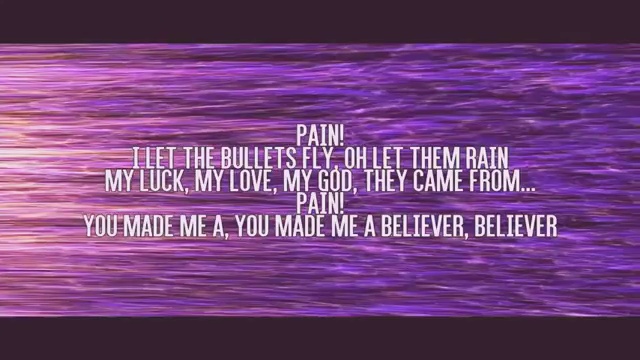 PAIN!
I LET THE BULLETS FLY, OH LET THEM RAIN
MY LUCK, MY LOVE, MY GOD, THEY CAME FROM...
PAIN!
YOU MADE ME A, YOU MADE ME A BELIEVER, BELIEVER